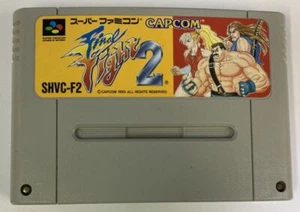 スーパーファミコン CAPCOM
Final Fight 2
SHVC-F2
©CAPCOM 1993 ALL RIGHTS RESERVED.